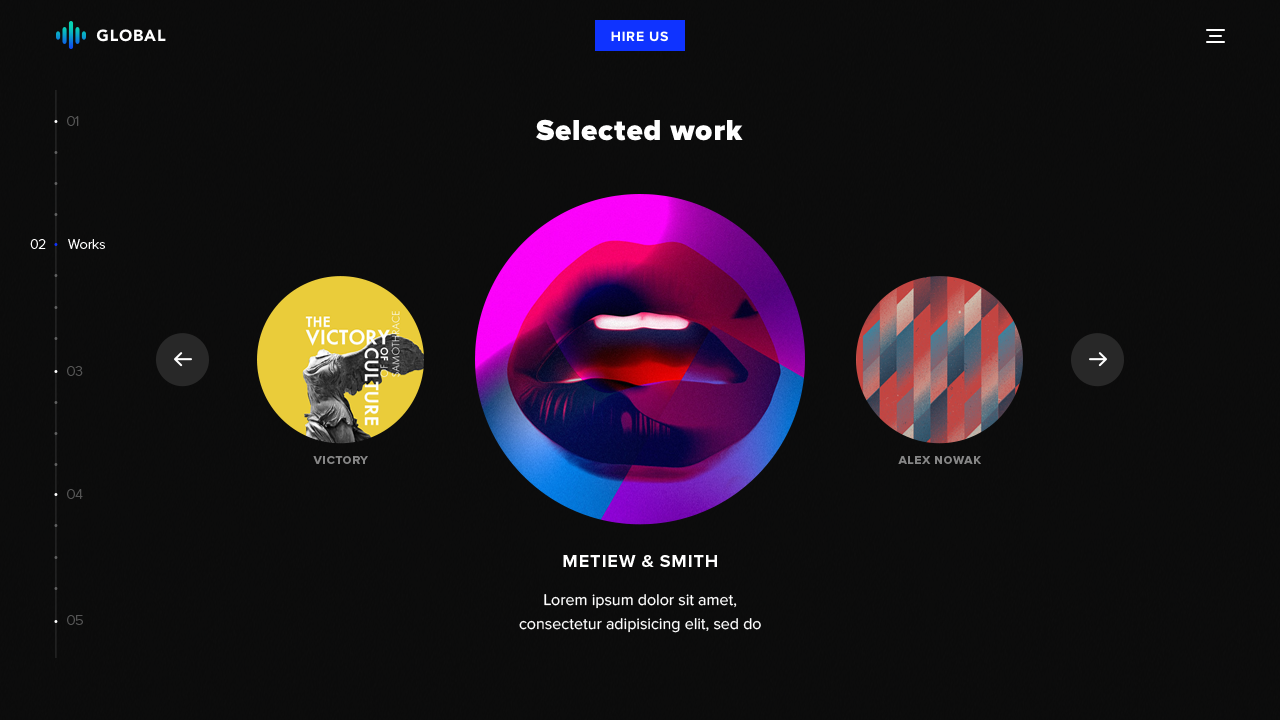 GLOBAL
HIRE US
01
Selected work
02 Works
THE
VICTORY
OF
CULTURE
OF
SAMOTHRACE
03
VICTORY
ALEX NOWAK
04
METIEW & SMITH
Lorem ipsum dolor sit amet,
consectetur adipisicing elit, sed do
05